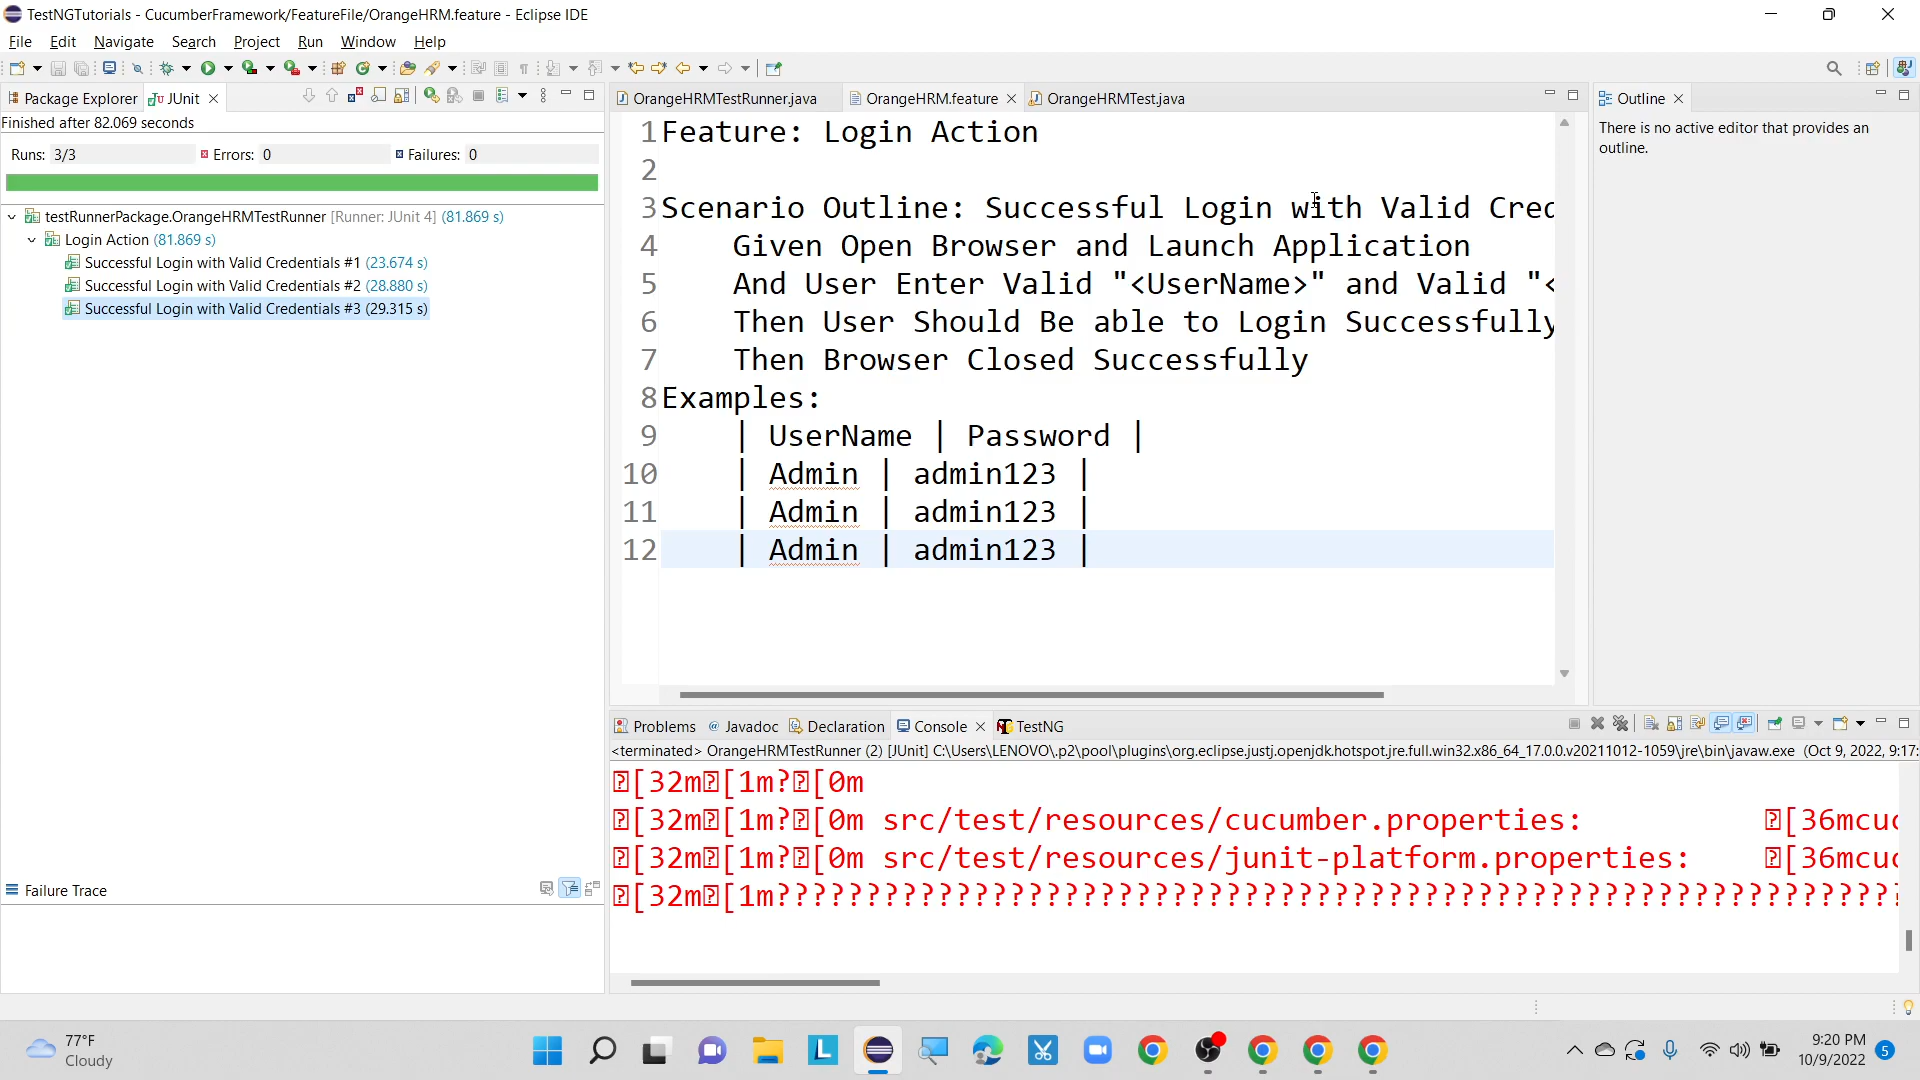 TestNGTutorials - CucumberFramework/FeatureFile/OrangeHRM.feature - Eclipse IDE
File Edit Navigate Search Project Run Window Help
Package Explorer JUnit
Finished after 82.069 seconds
Runs: 3/3 Errors: 0 Failures: 0
testRunnerPackage.OrangeHRMTestRunner [Runner: JUnit 4] (81.869 s)
Login Action (81.869 s)
Successful Login with Valid Credentials #1 (23.674 s)
Successful Login with Valid Credentials #2 (28.880 s)
Successful Login with Valid Credentials #3 (29.315 s)
Failure Trace
OrangeHRMTestRunner.java OrangeHRM.feature OrangeHRMTest.java
1 Feature: Login Action
2
3 Scenario Outline: Successful Login with Valid Cred
4 Given Open Browser and Launch Application
5 And User Enter Valid "<UserName>" and Valid "<
6 Then User Should Be able to Login Successfully
7 Then Browser Closed Successfully
8 Examples:
9 | UserName | Password |
10 | Admin | admin123 |
11 | Admin | admin123 |
12 | Admin | admin123 |
Outline
There is no active editor that provides an
outline.
Problems @ Javadoc Declaration Console TestNG
<terminated> OrangeHRMTestRunner (2) [JUnit] C:\Users\LENOVO\.p2\pool\plugins\org.eclipse.justj.openjdk.hotspot.jre.full.win32.x86_64_17.0.0.v20211012-1059\jre\bin\javaw.exe (Oct 9, 2022, 9:17:
[32m[1m?[0m
[32m[1m?[0m src/test/resources/cucumber.properties: [36mcuc
[32m[1m?[0m src/test/resources/junit-platform.properties: [36mcuc
[32m[1m??????????????????????????????????????????????????????????????
77°F
Cloudy
9:20 PM
10/9/2022
5